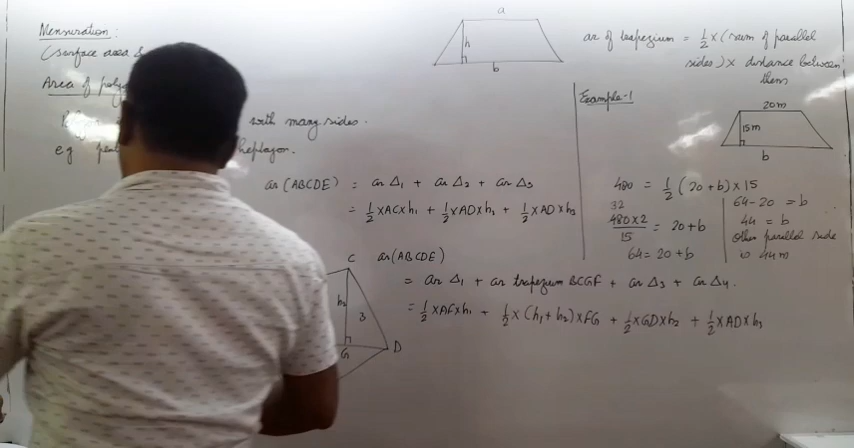 Mensuration:
(surface area &
Area of poly
with many sides.
eg heptagon.
a
h
b
ar of trapezium = 1/2 × (sum of parallel
sides) × distance between
them
Example-1
20m
15m
b
ar (ABCDE) = ar Δ1 + ar Δ2 + ar Δ3
= 1/2 × AC × h1 + 1/2 × AD × h2 + 1/2 × AD × h3
480 = 1/2 (20 + b) × 15
32
480 × 2 / 15 = 20 + b
64 = 20 + b
64 - 20 = b
44 = b
other parallel side
is 44m
ar (ABCDE)
= ar Δ1 + ar trapezium BCGF + ar Δ3 + ar Δ4.
= 1/2 × AF × h1 + 1/2 × (h1 + h2) × FG + 1/2 × GD × h2 + 1/2 × AD × h3
C
h2
3
G
D